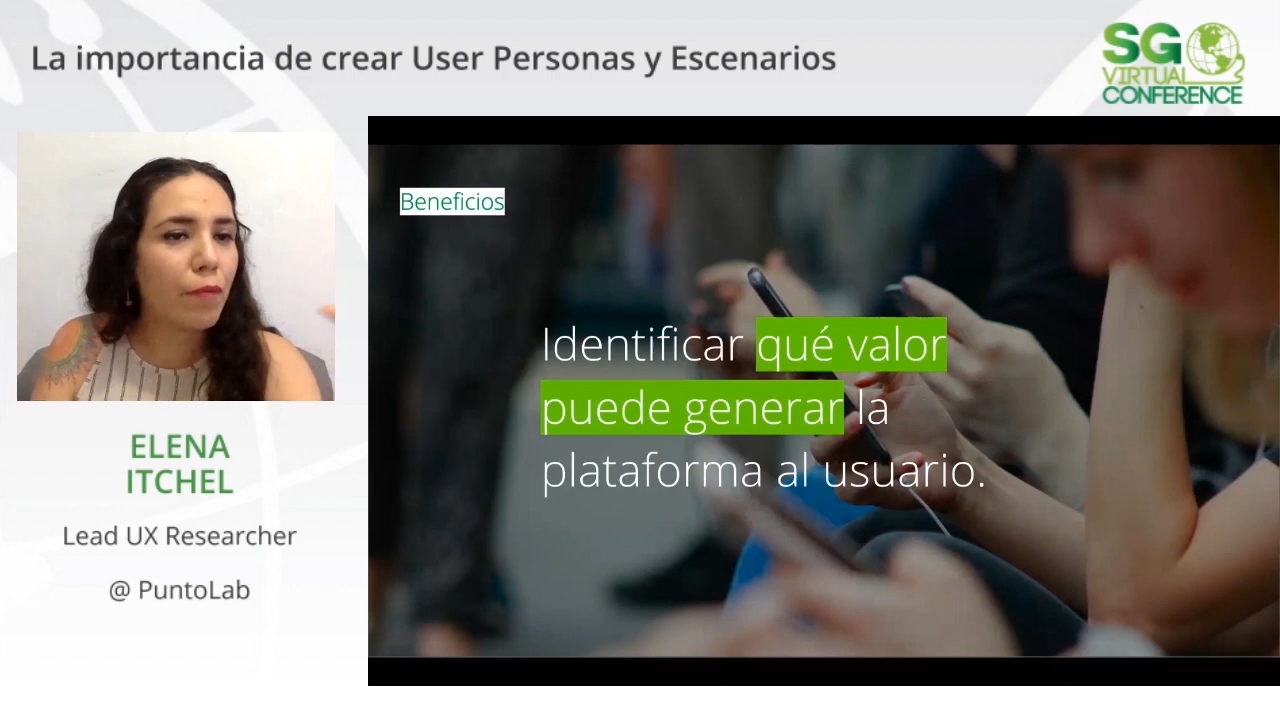 La importancia de crear User Personas y Escenarios
SG
VIRTUAL
CONFERENCE
Beneficios
Identificar qué valor
puede generar la
plataforma al usuario.
ELENA
ITCHEL
Lead UX Researcher
@ PuntoLab